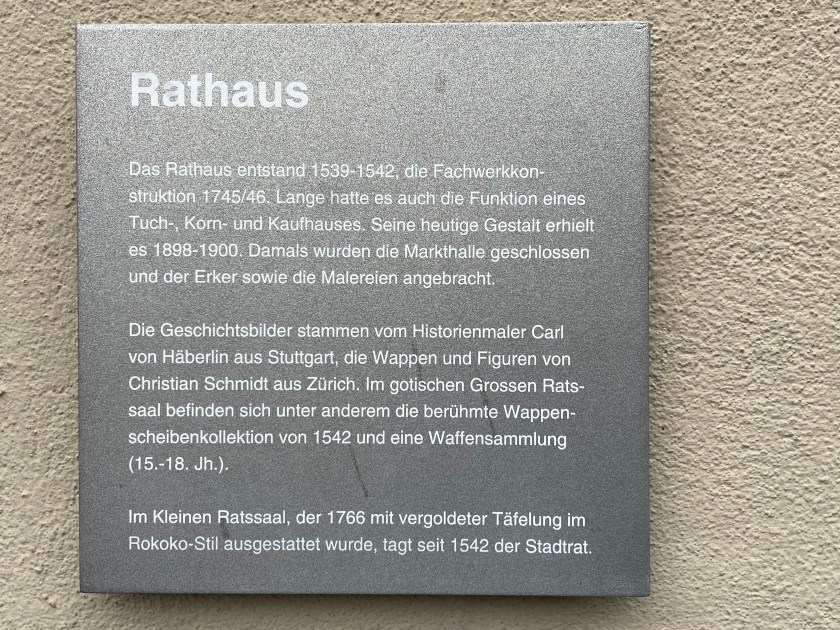 Rathaus
Das Rathaus entstand 1539-1542, die Fachwerkkon-
struktion 1745/46. Lange hatte es auch die Funktion eines
Tuch-, Korn- und Kaufhauses. Seine heutige Gestalt erhielt
es 1898-1900. Damals wurden die Markthalle geschlossen
und der Erker sowie die Malereien angebracht.
Die Geschichtsbilder stammen vom Historienmaler Carl
von Häberlin aus Stuttgart, die Wappen und Figuren von
Christian Schmidt aus Zürich. Im gotischen Grossen Rats-
saal befinden sich unter anderem die berühmte Wappen-
scheibenkollektion von 1542 und eine Waffensammlung
(15.-18. Jh.).
Im Kleinen Ratssaal, der 1766 mit vergoldeter Täfelung im
Rokoko-Stil ausgestattet wurde, tagt seit 1542 der Stadtrat.